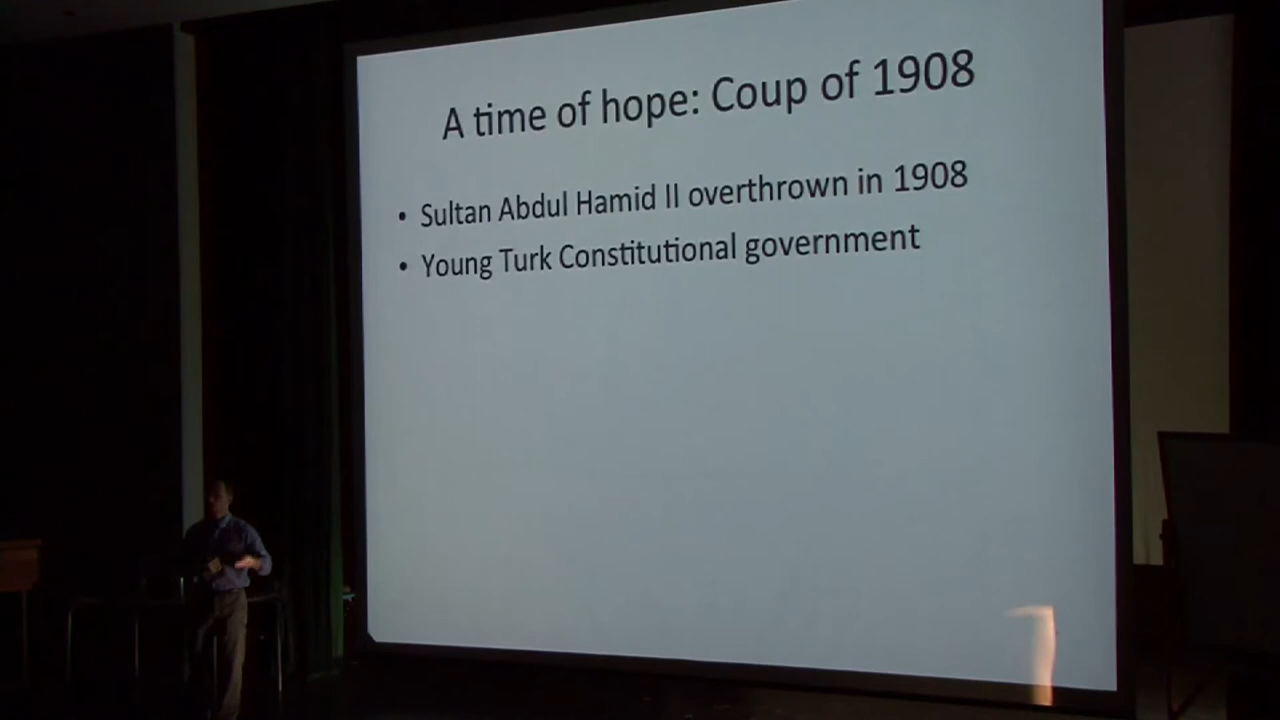 A time of hope: Coup of 1908
• Sultan Abdul Hamid II overthrown in 1908
• Young Turk Constitutional government